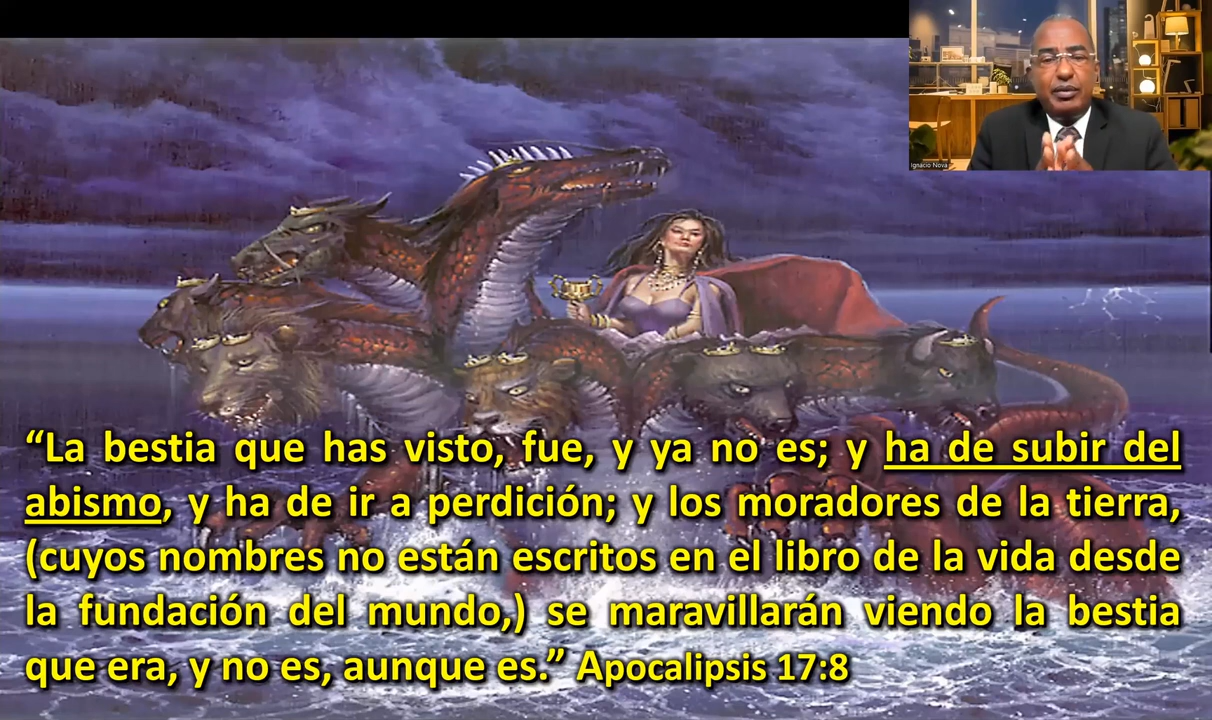 Ignacio Nova
“La bestia que has visto, fue, y ya no es; y ha de subir del
abismo, y ha de ir a perdición; y los moradores de la tierra,
(cuyos nombres no están escritos en el libro de la vida desde
la fundación del mundo,) se maravillarán viendo la bestia
que era, y no es, aunque es.” Apocalipsis 17:8